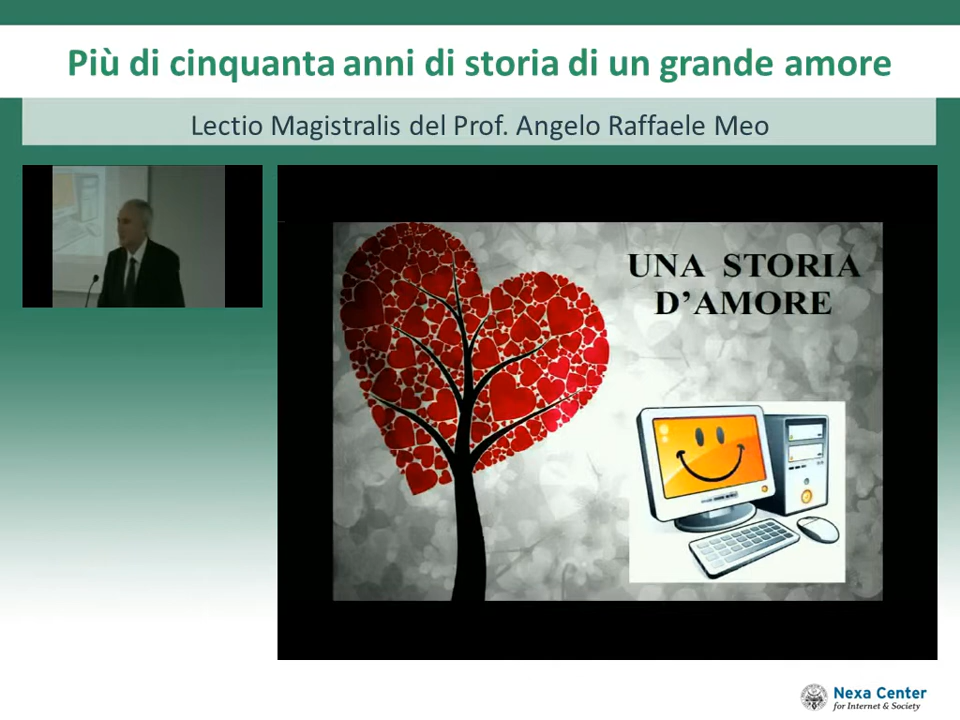 Più di cinquanta anni di storia di un grande amore
Lectio Magistralis del Prof. Angelo Raffaele Meo
UNA STORIA
D'AMORE
Nexa Center
for Internet & Society